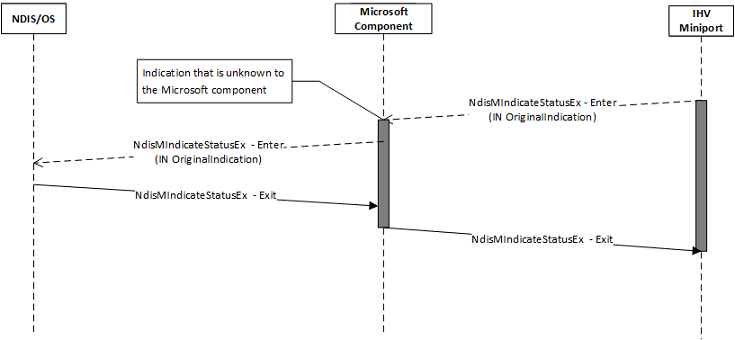 NDIS/OS
Microsoft
Component
IHV
Miniport
Indication that is unknown to
the Microsoft component
NdisMIndicateStatusEx - Enter
(IN OriginalIndication)
NdisMIndicateStatusEx - Enter
(IN OriginalIndication)
NdisMIndicateStatusEx - Exit
NdisMIndicateStatusEx - Exit